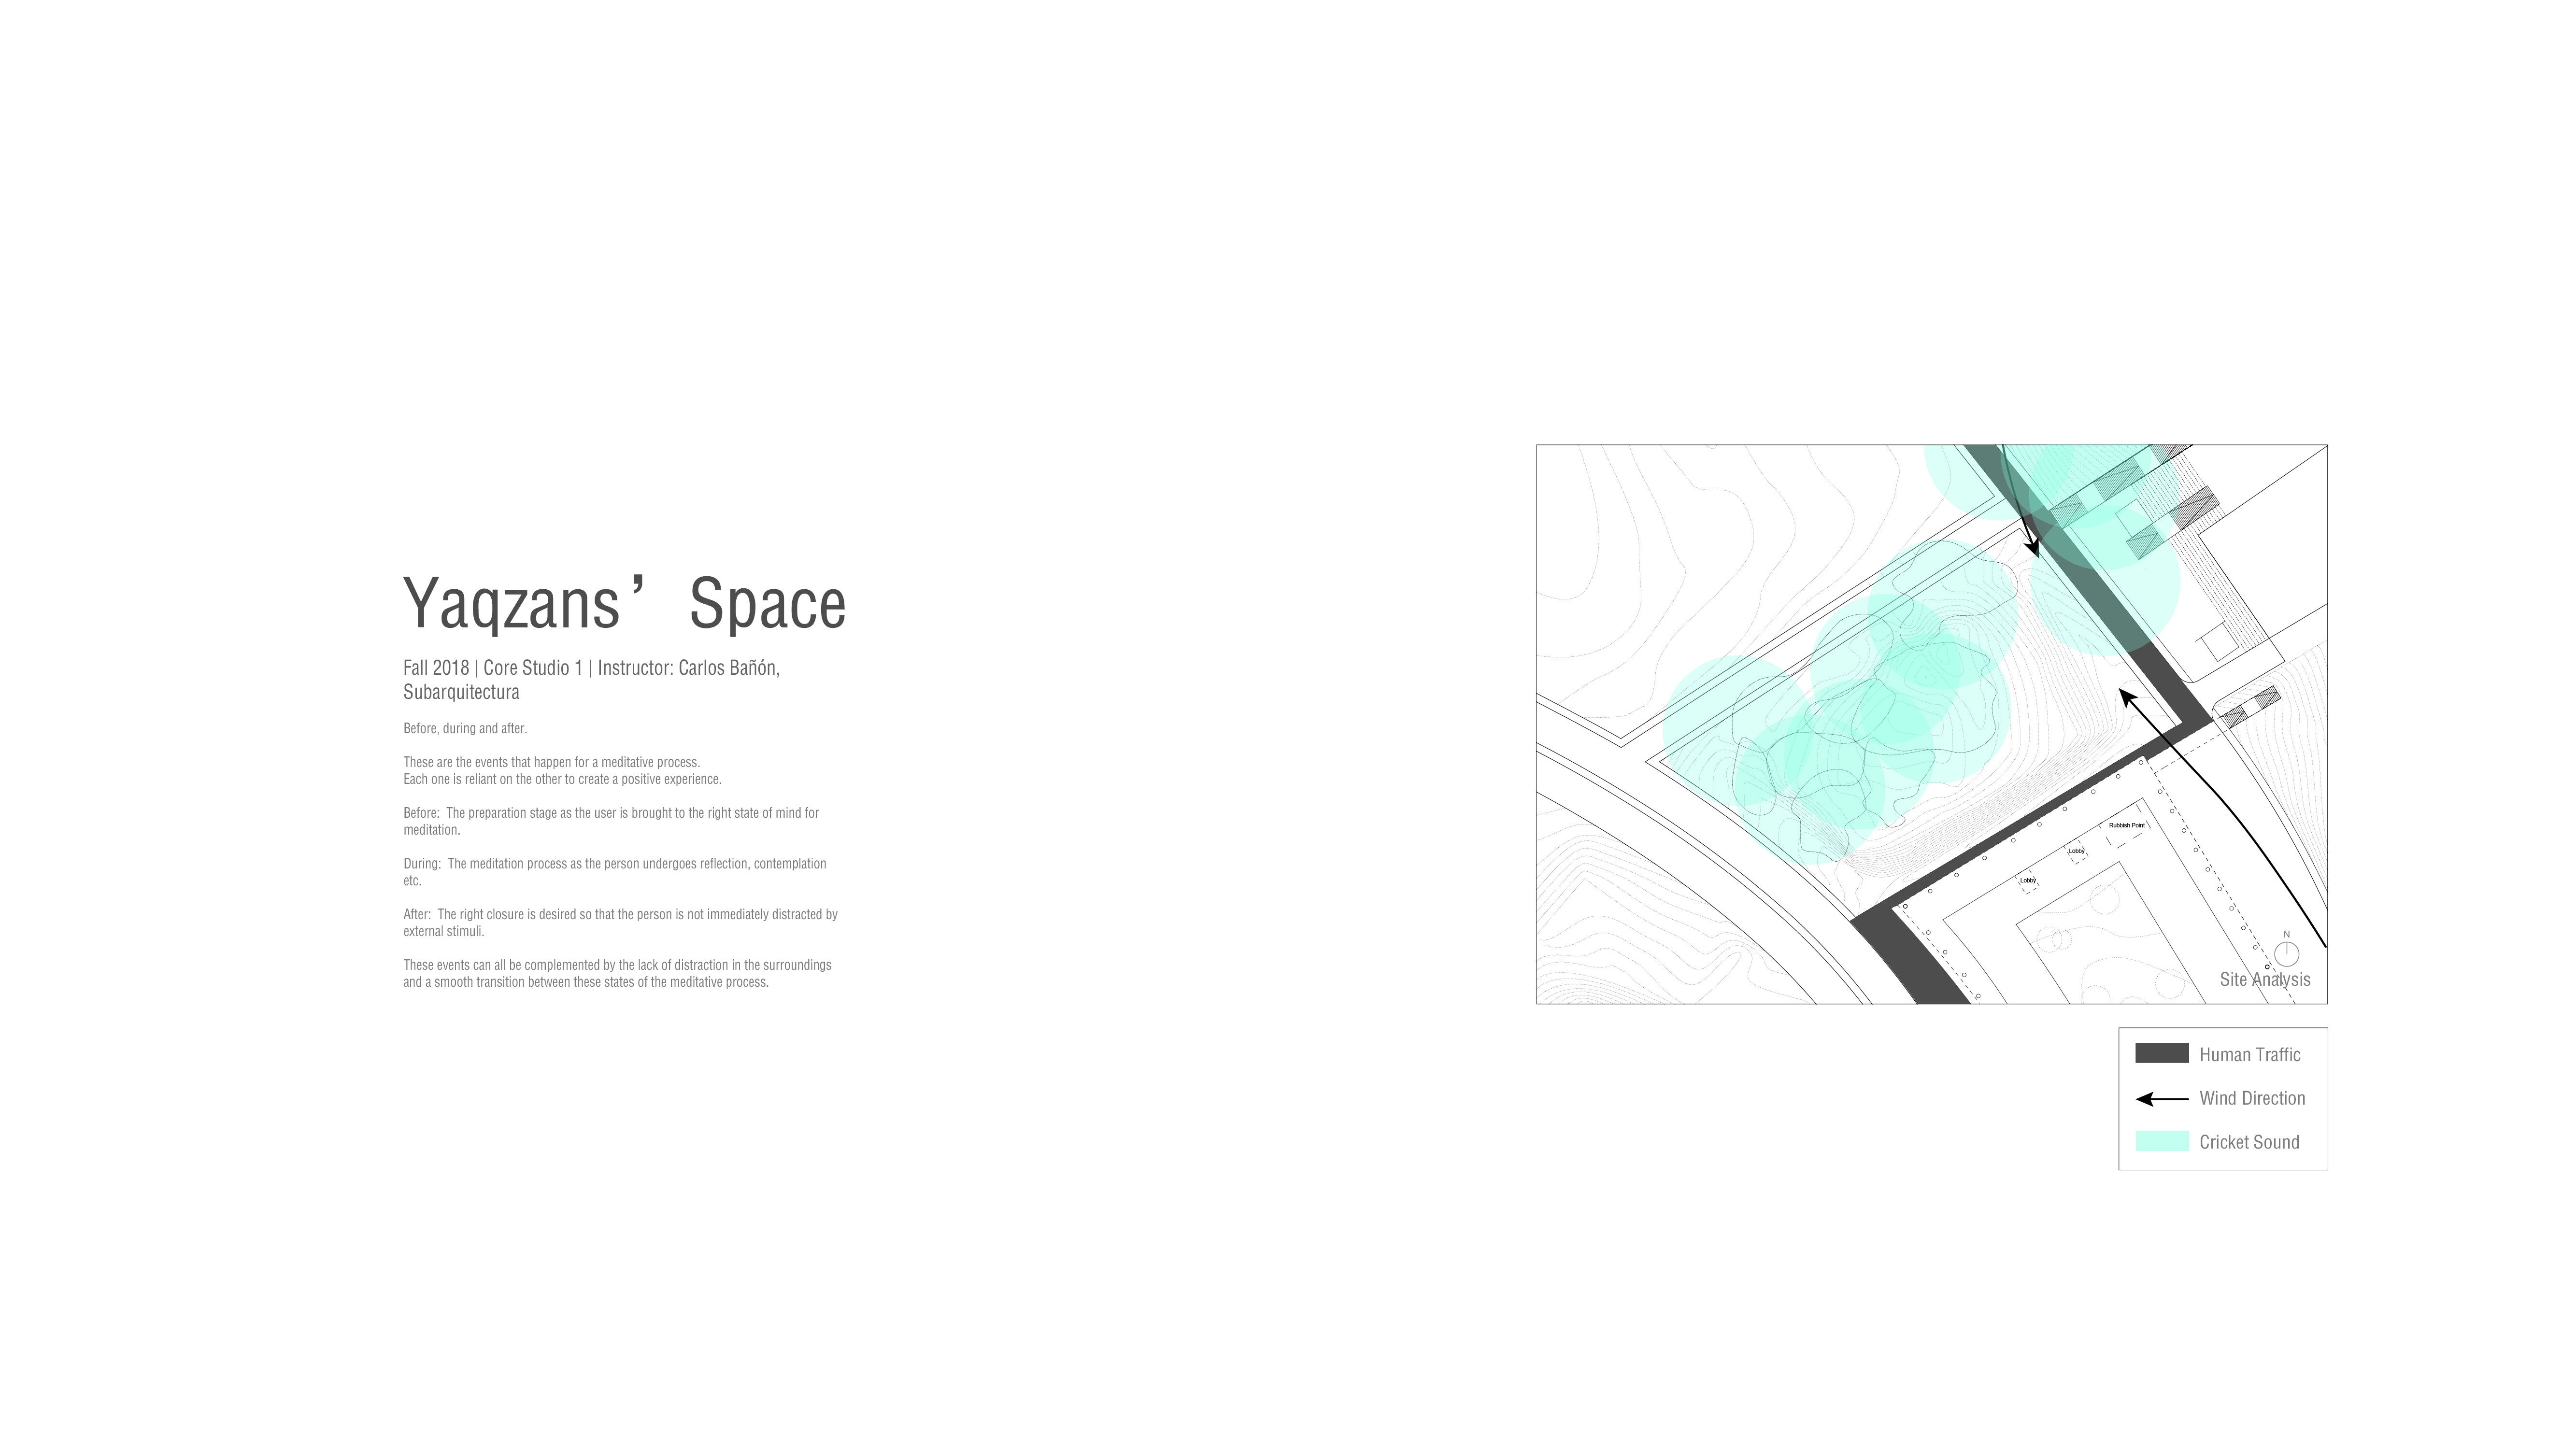 Yaqzans’ Space
Fall 2018 | Core Studio 1 | Instructor: Carlos Bañón,
Subarquitectura
Before, during and after.
These are the events that happen for a meditative process.
Each one is reliant on the other to create a positive experience.
Before:  The preparation stage as the user is brought to the right state of mind for
meditation.
During:  The meditation process as the person undergoes reflection, contemplation
etc.
After:  The right closure is desired so that the person is not immediately distracted by
external stimuli.
These events can all be complemented by the lack of distraction in the surroundings
and a smooth transition between these states of the meditative process.
Rubbish Point
Lobby
Lobby
N
Site Analysis
Human Traffic
Wind Direction
Cricket Sound